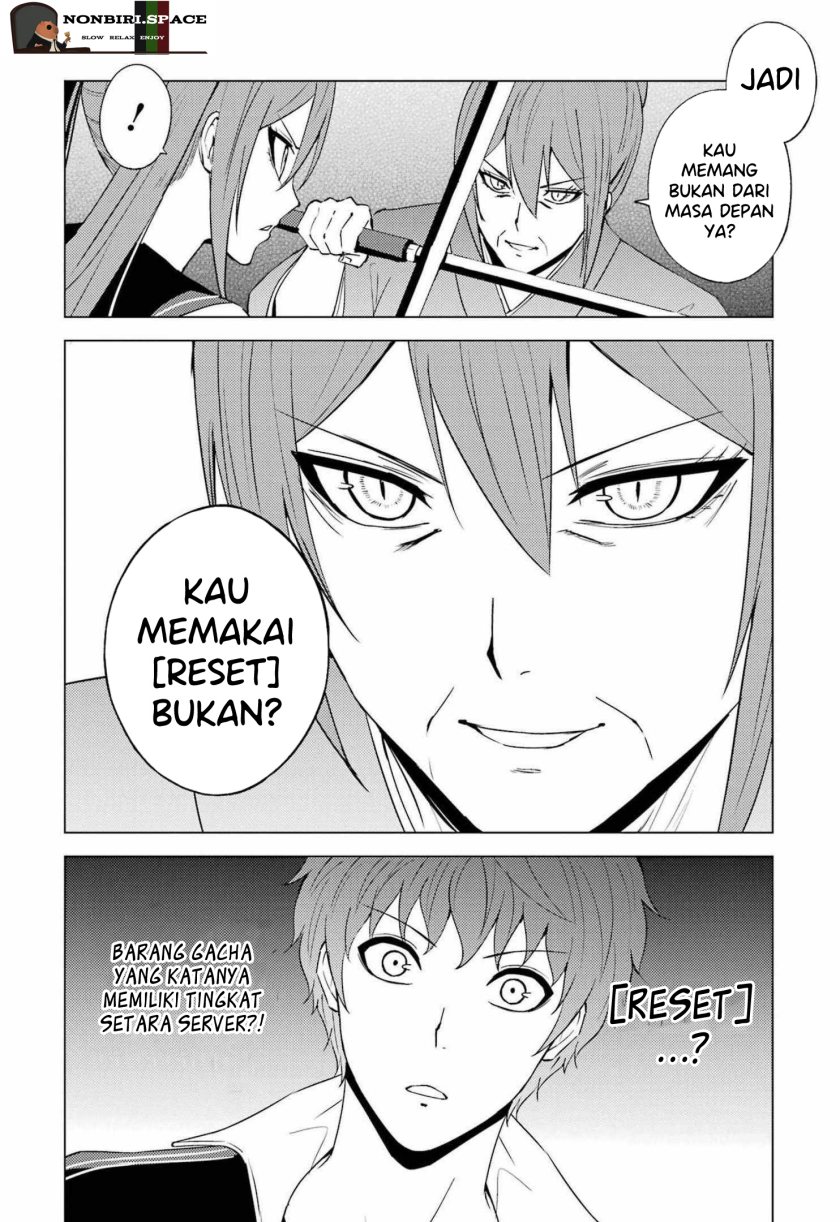 NONBIRI.SPACE
SLOW RELAX ENJOY
!
JADI
KAU
MEMANG
BUKAN DARI
MASA DEPAN
YA?
KAU
MEMAKAI
[RESET]
BUKAN?
[RESET]
...?
BARANG GACHA
YANG KATANYA
MEMILIKI TINGKAT
SETARA SERVER?!